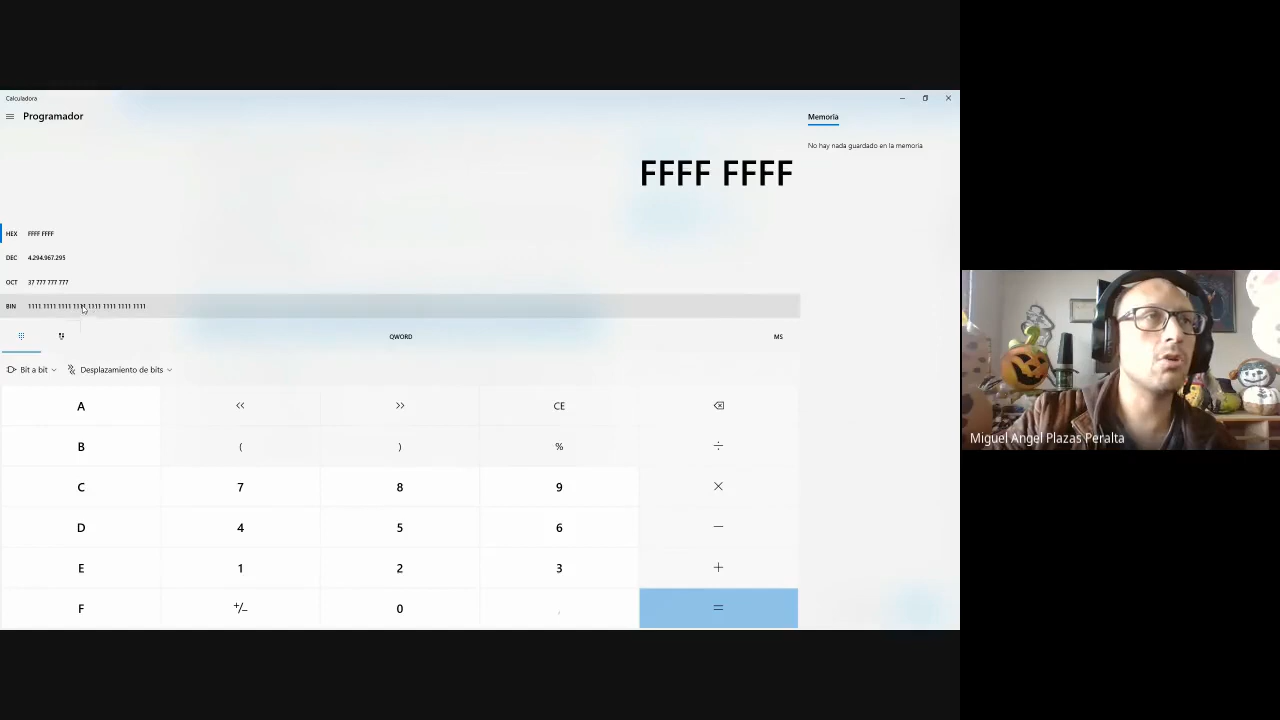 Calculadora
Programador
Memoria
No hay nada guardado en la memoria
FFFF FFFF
HEX FFFF FFFF
DEC 4.294.967.295
OCT 37 777 777 777
BIN 1111 1111 1111 1111 1111 1111 1111 1111
QWORD MS
Bit a bit Desplazamiento de bits
A << >> CE
B ( ) % ÷
C 7 8 9 ×
D 4 5 6 −
E 1 2 3 +
F +/− 0 , =
Miguel Angel Plazas Peralta